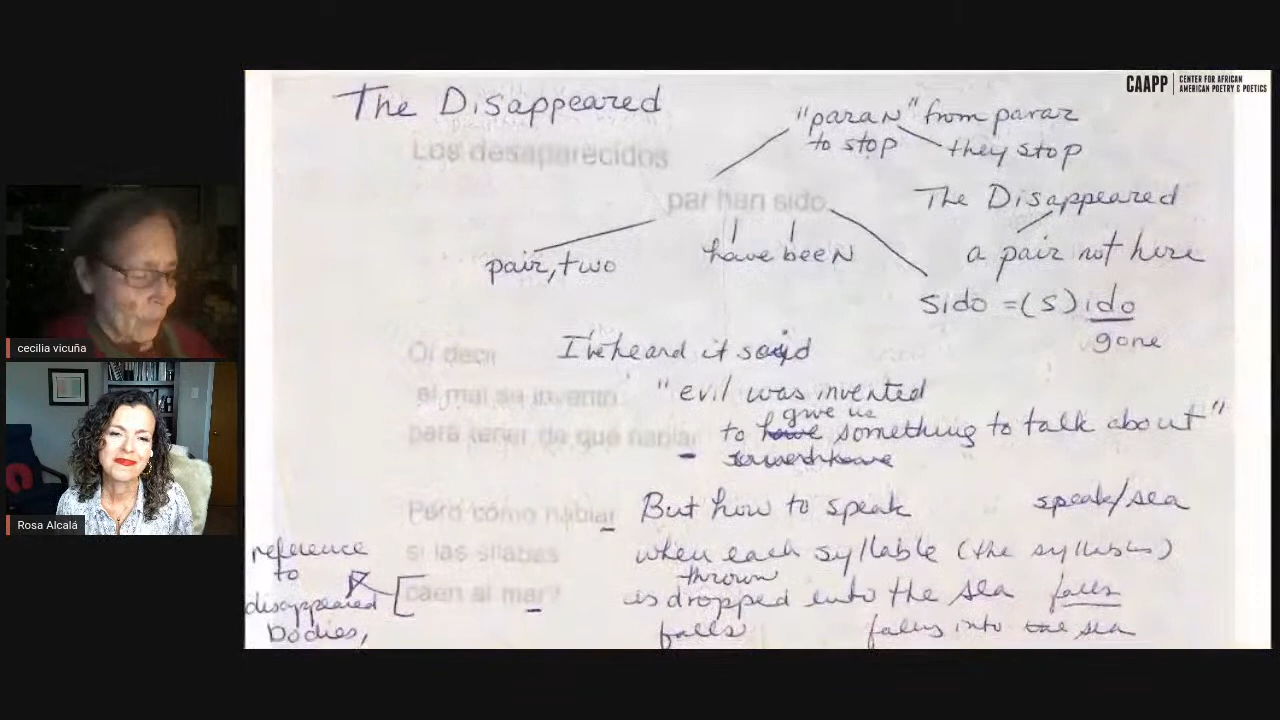 CAAPP
CENTER FOR AFRICAN
AMERICAN POETRY & POETICS
The Disappeared
"paran" from parar
to stop
they stop
Los desaparecidos
par han sido
The Disappeared
pair, two
have been
a pair not here
sido = (s) ido
gone
Oí decir
I've heard it said
el mal se inventó
"evil was invented
give us
para tener de qué hablar
to have something to talk about"
Pero cómo hablar
But how to speak
speak/sea
reference
to
disappeared
bodies,
si las sílabas
when each syllable (the syllables)
thrown
caen al mar?
is dropped into the sea
falls
falls
falls into the sea
cecilia vicuña
Rosa Alcalá